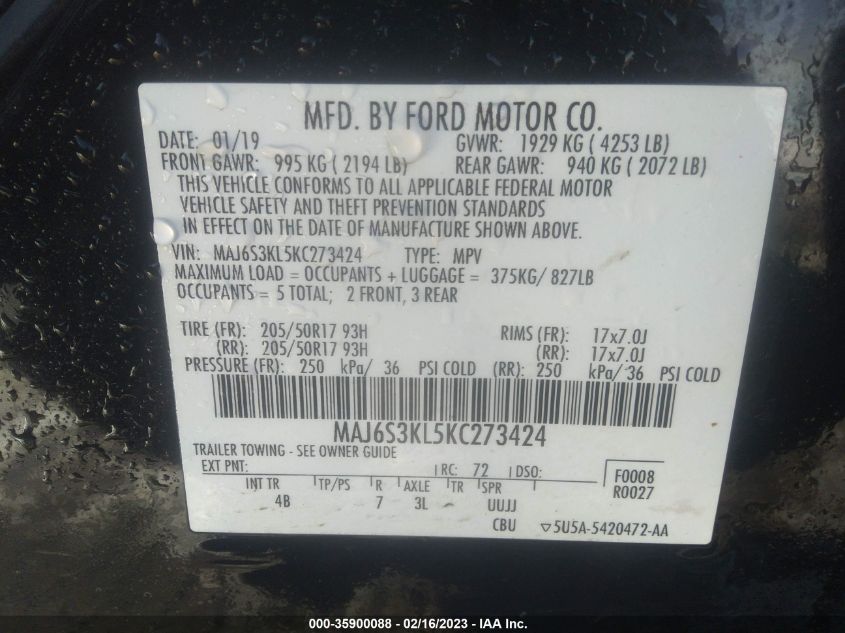 MFD. BY FORD MOTOR CO.
DATE: 01/19 GVWR: 1929 KG ( 4253 LB)
FRONT GAWR: 995 KG ( 2194 LB) REAR GAWR: 940 KG ( 2072 LB)
THIS VEHICLE CONFORMS TO ALL APPLICABLE FEDERAL MOTOR
VEHICLE SAFETY AND THEFT PREVENTION STANDARDS
IN EFFECT ON THE DATE OF MANUFACTURE SHOWN ABOVE.
VIN: MAJ6S3KL5KC273424 TYPE: MPV
MAXIMUM LOAD = OCCUPANTS + LUGGAGE = 375KG/ 827LB
OCCUPANTS = 5 TOTAL; 2 FRONT, 3 REAR
TIRE (FR): 205/50R17 93H RIMS (FR): 17x7.0J
(RR): 205/50R17 93H (RR): 17x7.0J
PRESSURE (FR): 250 kPa/ 36 PSI COLD (RR): 250 kPa/ 36 PSI COLD
MAJ6S3KL5KC273424
TRAILER TOWING - SEE OWNER GUIDE
EXT PNT: RC: 72 DSO: F0008
R0027
INT TR TP/PS R AXLE TR SPR
4B 7 3L UUJJ
CBU ▽5U5A-5420472-AA
000-35900088 - 02/16/2023 - IAA Inc.